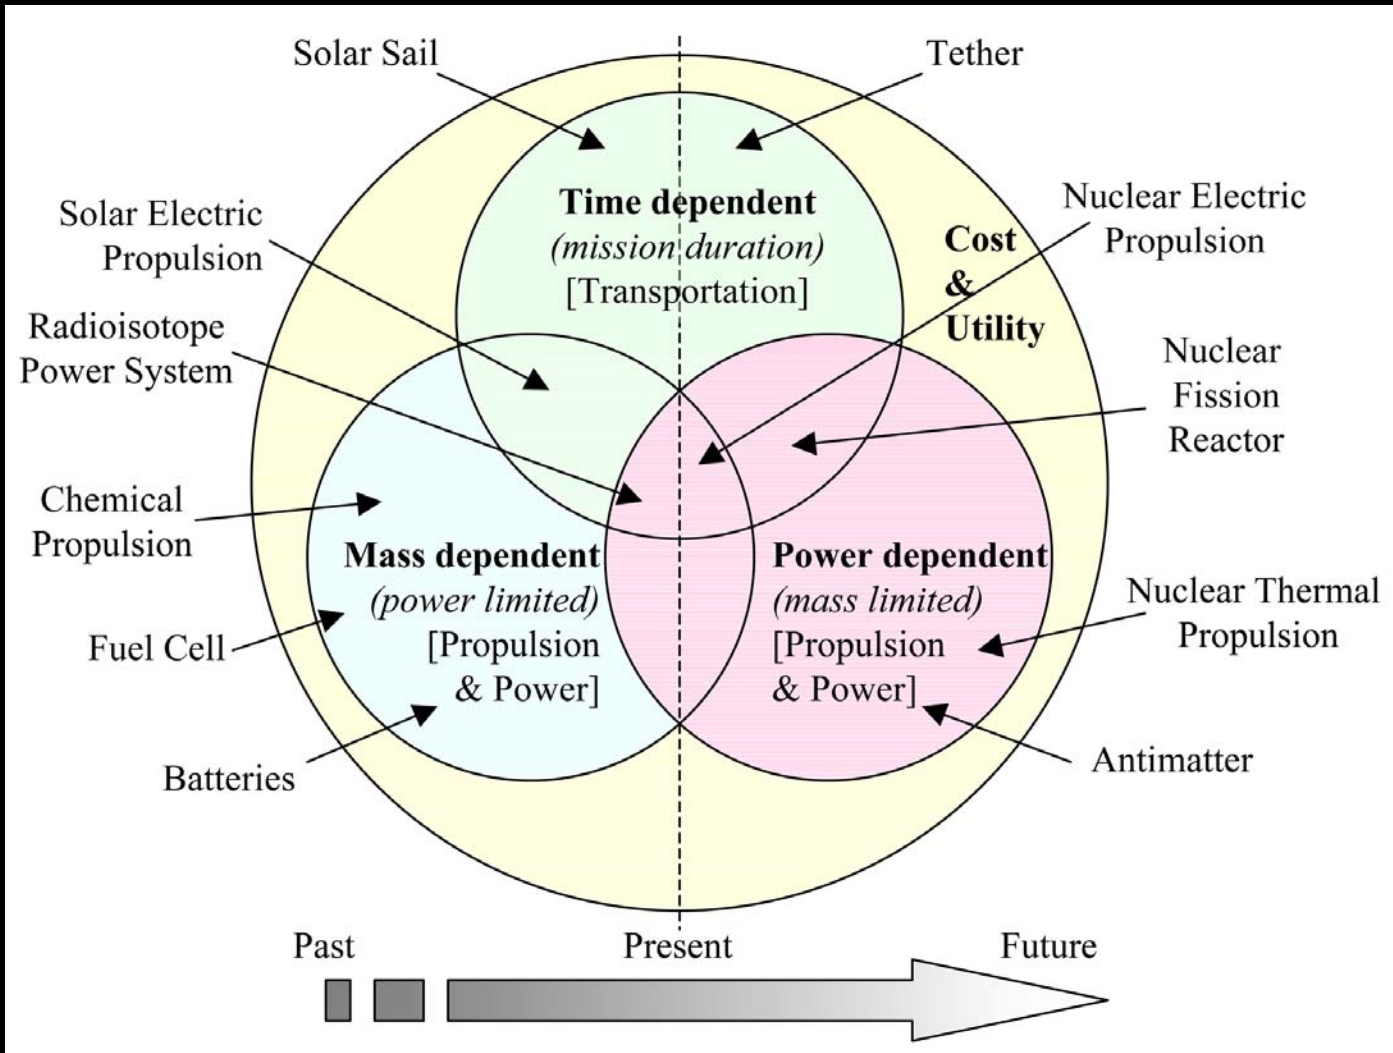 Solar Sail
Tether
Time dependent
(mission duration)
[Transportation]
Solar Electric
Propulsion
Nuclear Electric
Propulsion
Cost
&
Utility
Radioisotope
Power System
Nuclear
Fission
Reactor
Chemical
Propulsion
Mass dependent
(power limited)
[Propulsion
& Power]
Power dependent
(mass limited)
[Propulsion
& Power]
Fuel Cell
Nuclear Thermal
Propulsion
Batteries
Antimatter
Past
Present
Future